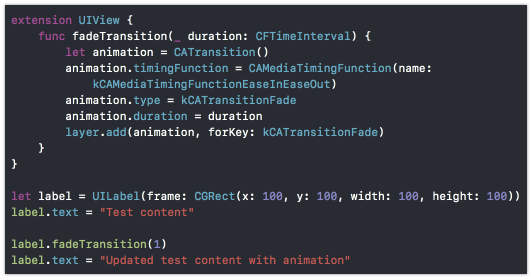 extension UIView {
    func fadeTransition(_ duration: CFTimeInterval) {
        let animation = CATransition()
        animation.timingFunction = CAMediaTimingFunction(name:
            kCAMediaTimingFunctionEaseInEaseOut)
        animation.type = kCATransitionFade
        animation.duration = duration
        layer.add(animation, forKey: kCATransitionFade)
    }
}

let label = UILabel(frame: CGRect(x: 100, y: 100, width: 100, height: 100))
label.text = "Test content"

label.fadeTransition(1)
label.text = "Updated test content with animation"